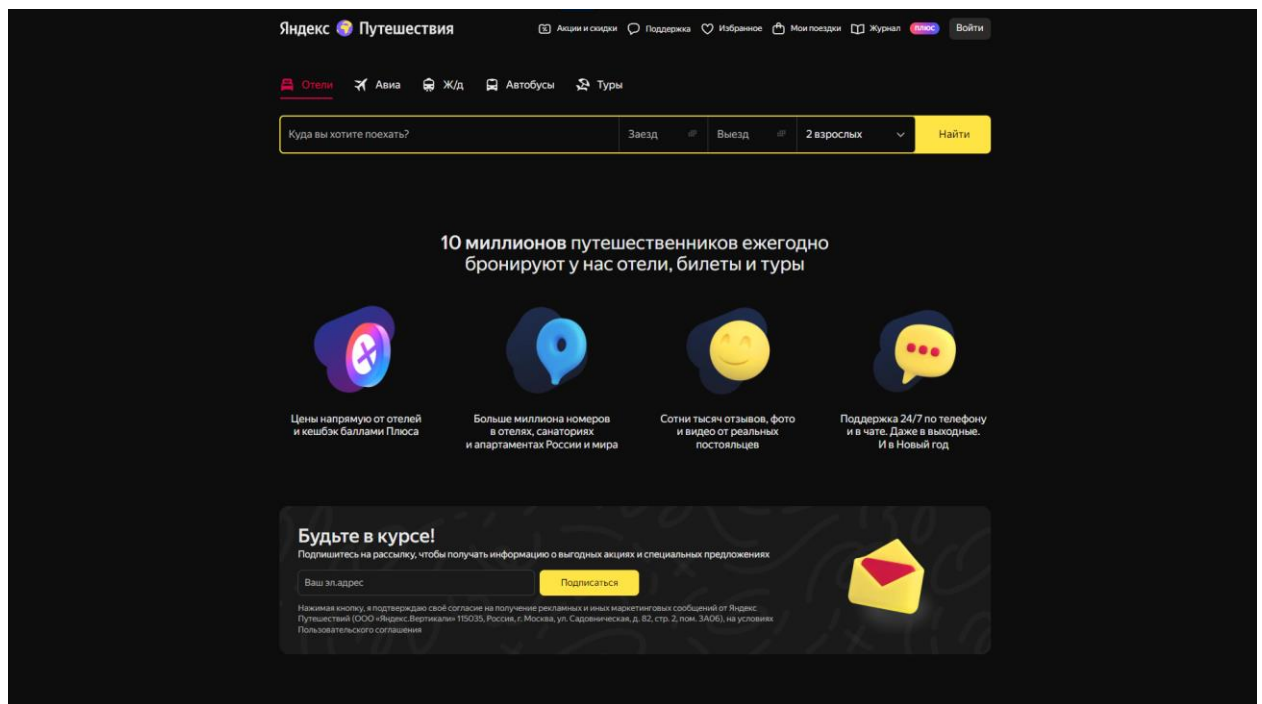 Яндекс Путешествия
Акции и скидки Поддержка Избранное Мои поездки Журнал плюс Войти
Отели Авиа Ж/д Автобусы Туры
Куда вы хотите поехать? Заезд Выезд 2 взрослых Найти
10 миллионов путешественников ежегодно
бронируют у нас отели, билеты и туры
Цены напрямую от отелей
и кешбэк баллами Плюса
Больше миллиона номеров
в отелях, санаториях
и апартаментах России и мира
Сотни тысяч отзывов, фото
и видео от реальных
постояльцев
Поддержка 24/7 по телефону
и в чате. Даже в выходные.
И в Новый год
Будьте в курсе!
Подпишитесь на рассылку, чтобы получать информацию о выгодных акциях и специальных предложениях
Ваш эл.адрес Подписаться
Нажимая кнопку, я подтверждаю своё согласие на получение рекламных и иных маркетинговых сообщений от Яндекс
Путешествий (ООО «Яндекс.Вертикали» 115035, Россия, г. Москва, ул. Садовническая, д. 82, стр. 2, пом. 3А06), на условиях
Пользовательского соглашения